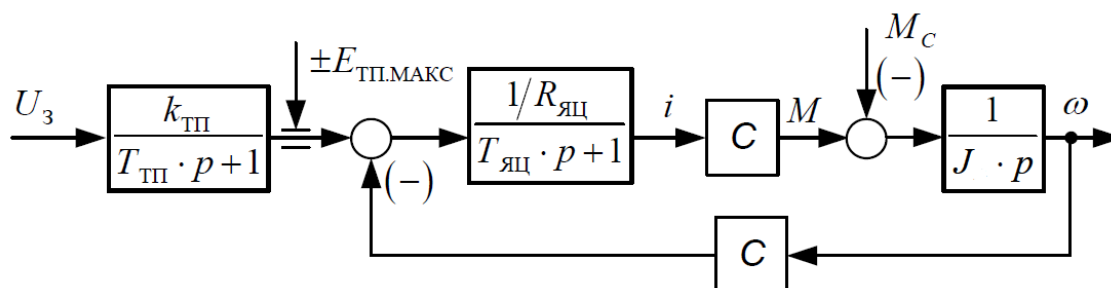 U_З
k_ТП
T_ТП · p + 1
±E_ТП.МАКС
(−)
1/R_ЯЦ
T_ЯЦ · p + 1
i
C
M
M_C
(−)
1
J · p
ω
C